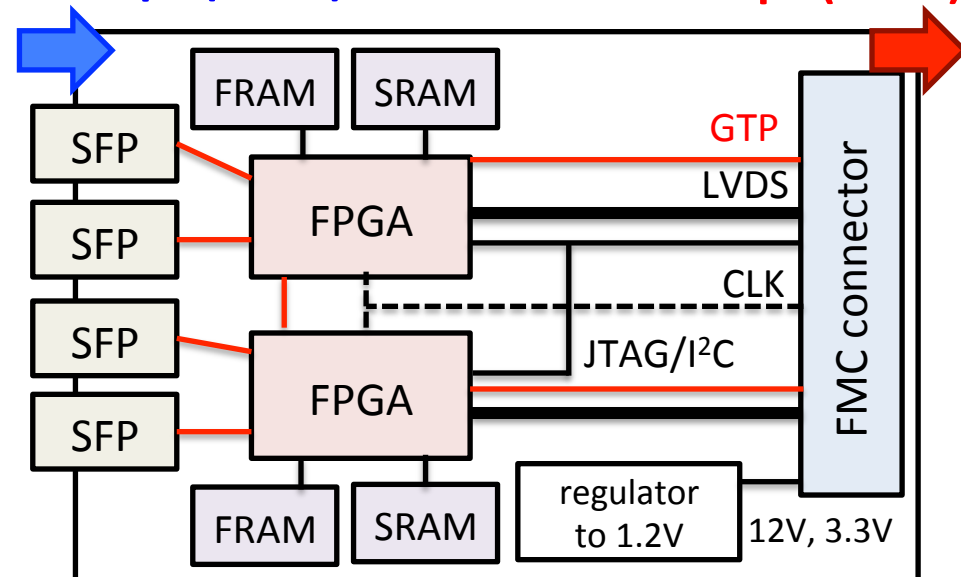 FRAM
SRAM
SFP
GTP
LVDS
FPGA
SFP
CLK
SFP
JTAG/I²C
FPGA
SFP
FMC connector
FRAM
SRAM
regulator
to 1.2V
12V, 3.3V